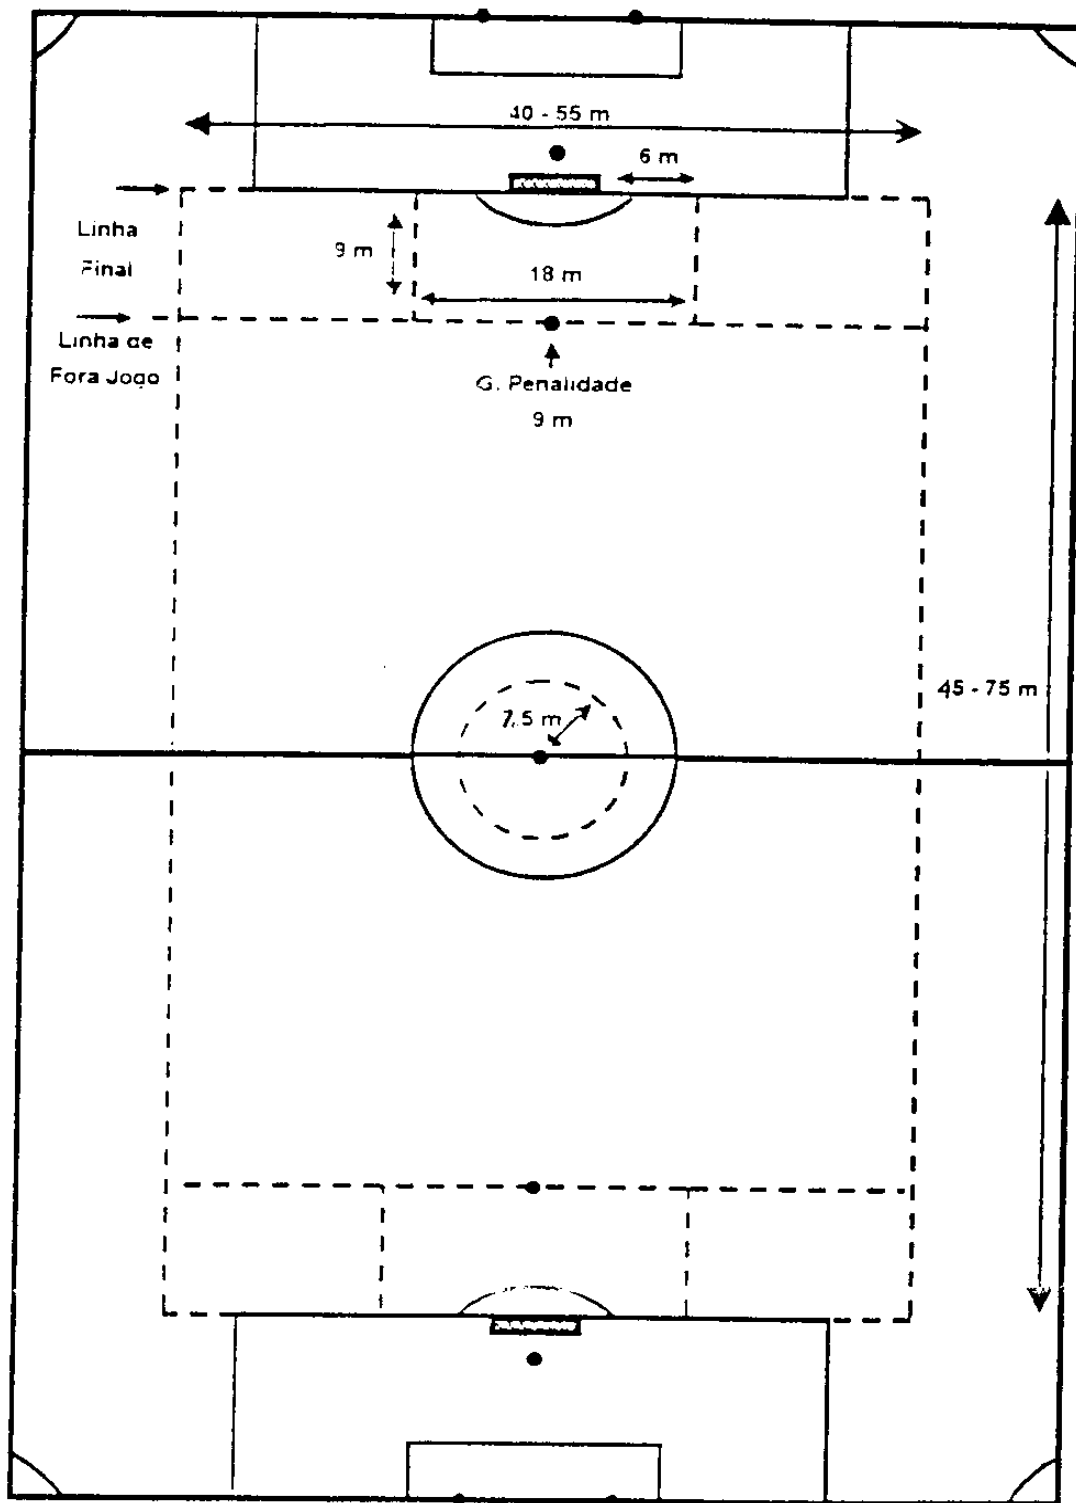 40 - 55 m
6 m
Linha
Final
9 m
18 m
Linha de
Fora Jogo
G. Penalidade
9 m
7,5 m
45 - 75 m